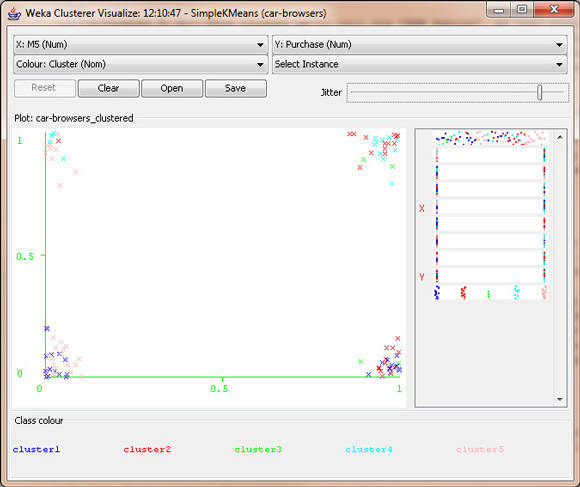 Weka Clusterer Visualize: 12:10:47 - SimpleKMeans (car-browsers)
X: M5 (Num) Y: Purchase (Num)
Colour: Cluster (Nom) Select Instance
Reset Clear Open Save Jitter
Plot: car-browsers_clustered
1
0.5
0
0 0.5 1
X
Y
Class colour
cluster1 cluster2 cluster3 cluster4 cluster5